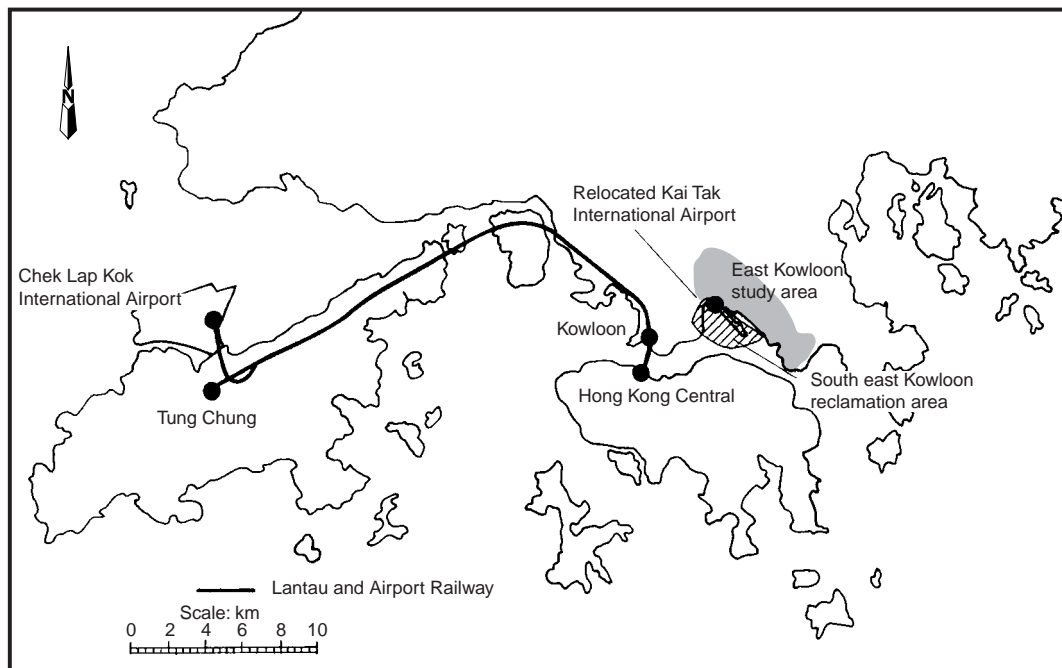 N
Relocated Kai Tak
International Airport
Chek Lap Kok
International Airport
East Kowloon
study area
Kowloon
Tung Chung
Hong Kong Central
South east Kowloon
reclamation area
Lantau and Airport Railway
Scale: km
0 2 4 6 8 10